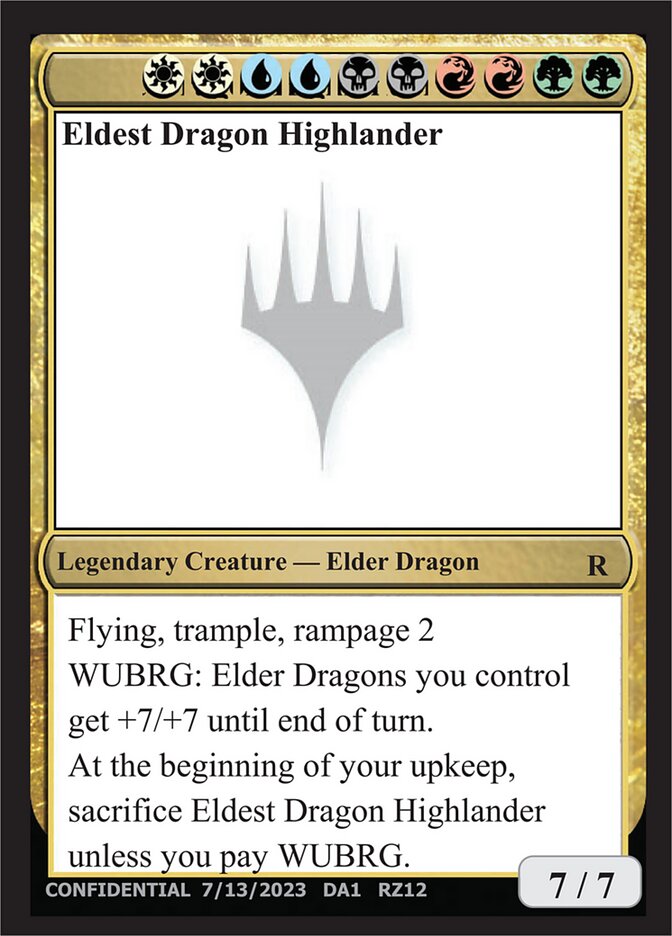 Eldest Dragon Highlander
Legendary Creature — Elder Dragon R
Flying, trample, rampage 2
WUBRG: Elder Dragons you control
get +7/+7 until end of turn.
At the beginning of your upkeep,
sacrifice Eldest Dragon Highlander
unless you pay WUBRG.
CONFIDENTIAL 7/13/2023 DA1 RZ12
7 / 7